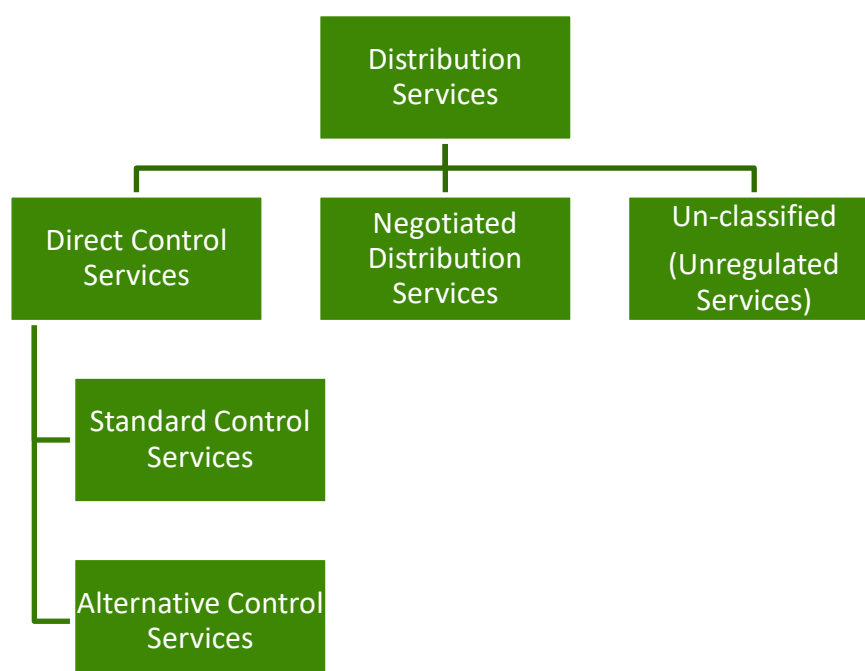 Distribution
Services
Direct Control
Services
Negotiated
Distribution
Services
Un-classified
(Unregulated
Services)
Standard Control
Services
Alternative Control
Services